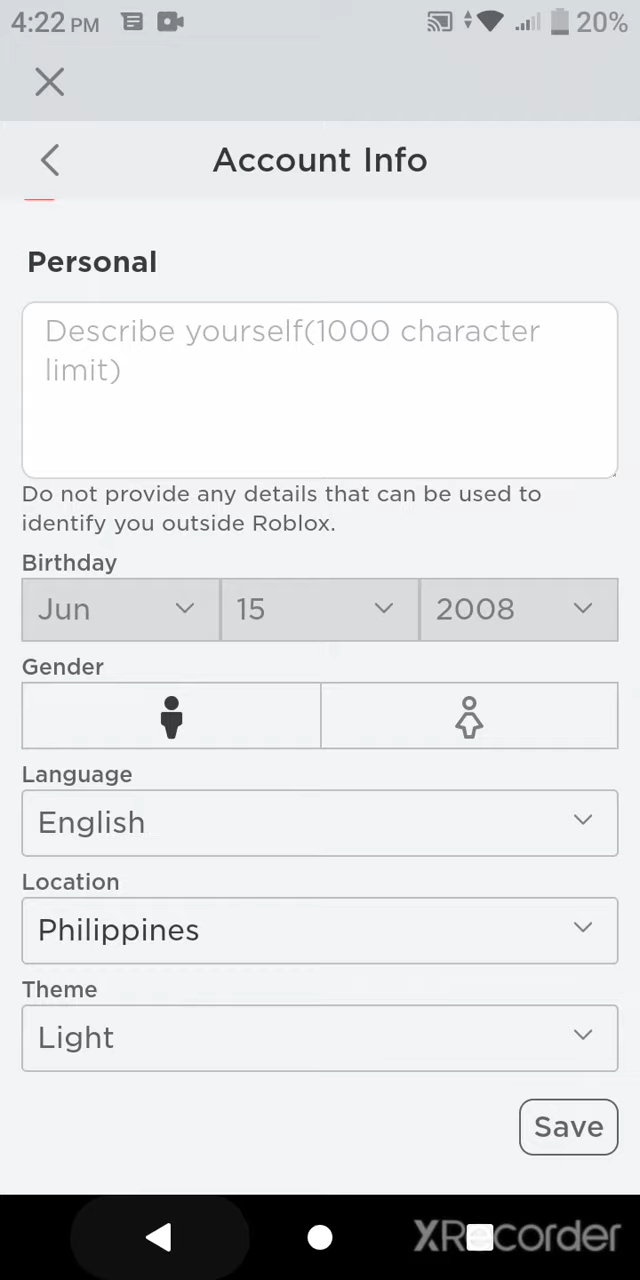 4:22 PM
20%
Account Info
Personal
Describe yourself(1000 character
limit)
Do not provide any details that can be used to
identify you outside Roblox.
Birthday
Jun
15
2008
Gender
Language
English
Location
Philippines
Theme
Light
Save
XRecorder